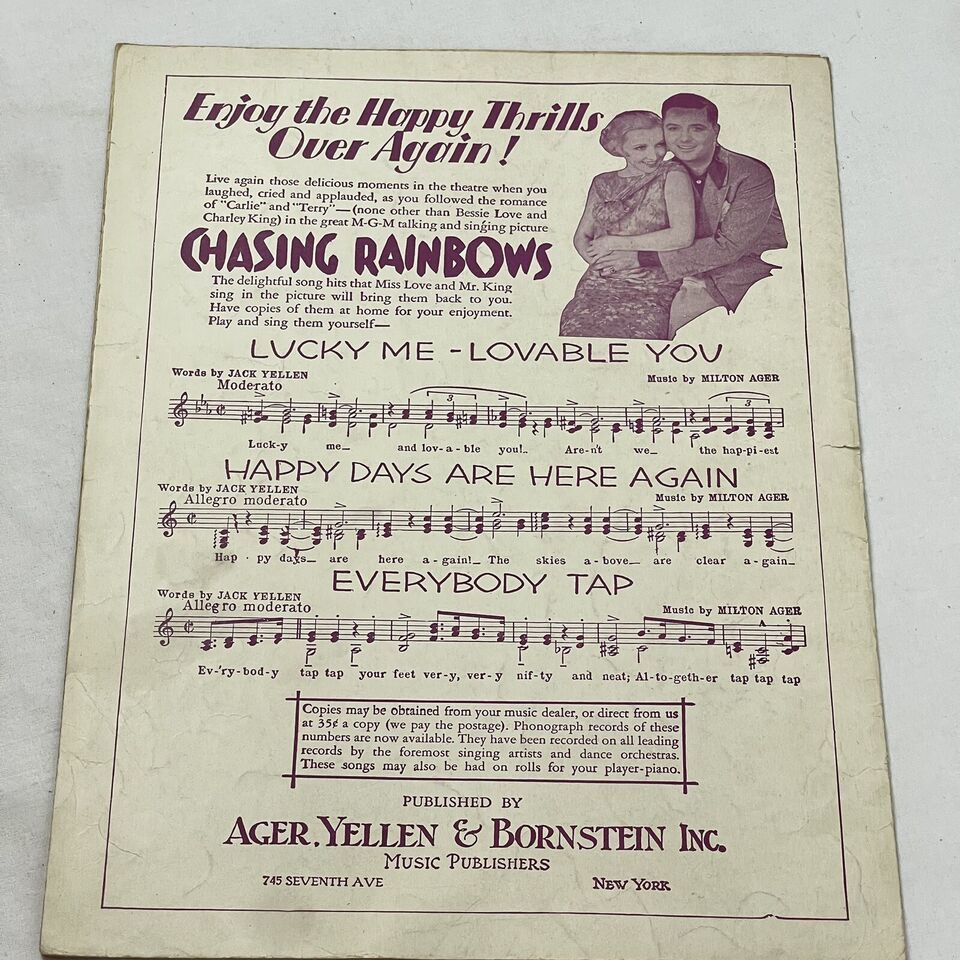 Enjoy the Happy Thrills
Over Again!
Live again those delicious moments in the theatre when you
laughed, cried and applauded, as you followed the romance
of "Carlie" and "Terry"—(none other than Bessie Love and
Charley King) in the great M-G-M talking and singing picture
CHASING RAINBOWS
The delightful song hits that Miss Love and Mr. King
sing in the picture will bring them back to you.
Have copies of them at home for your enjoyment.
Play and sing them yourself—
LUCKY ME - LOVABLE YOU
Words by JACK YELLEN
Music by MILTON AGER
Moderato
3
3
Luck-y me_ and lov-a-ble you!_ Are-n't we_ the hap-pi-est
HAPPY DAYS ARE HERE AGAIN
Words by JACK YELLEN
Music by MILTON AGER
Allegro moderato
Hap-py days_ are here a-gain!_ The skies a-bove_ are clear a-gain_
EVERYBODY TAP
Words by JACK YELLEN
Music by MILTON AGER
Allegro moderato
Ev-'ry-bod-y tap tap your feet ver-y, ver-y nif-ty and neat; Al-to-geth-er tap tap tap
Copies may be obtained from your music dealer, or direct from us
at 35¢ a copy (we pay the postage). Phonograph records of these
numbers are now available. They have been recorded on all leading
records by the foremost singing artists and dance orchestras.
These songs may also be had on rolls for your player-piano.
PUBLISHED BY
AGER, YELLEN & BORNSTEIN INC.
MUSIC PUBLISHERS
745 SEVENTH AVE
NEW YORK